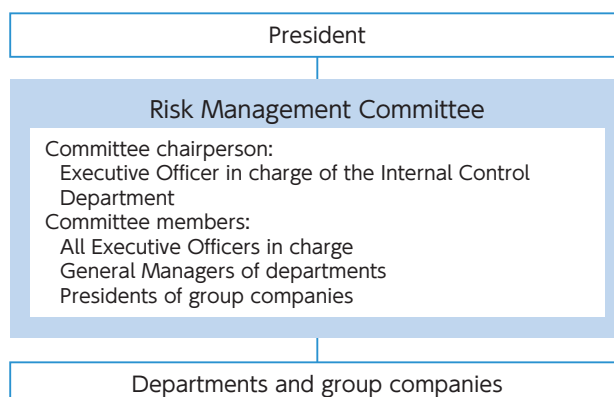 President
Risk Management Committee
Committee chairperson:
Executive Officer in charge of the Internal Control
Department
Committee members:
All Executive Officers in charge
General Managers of departments
Presidents of group companies
Departments and group companies